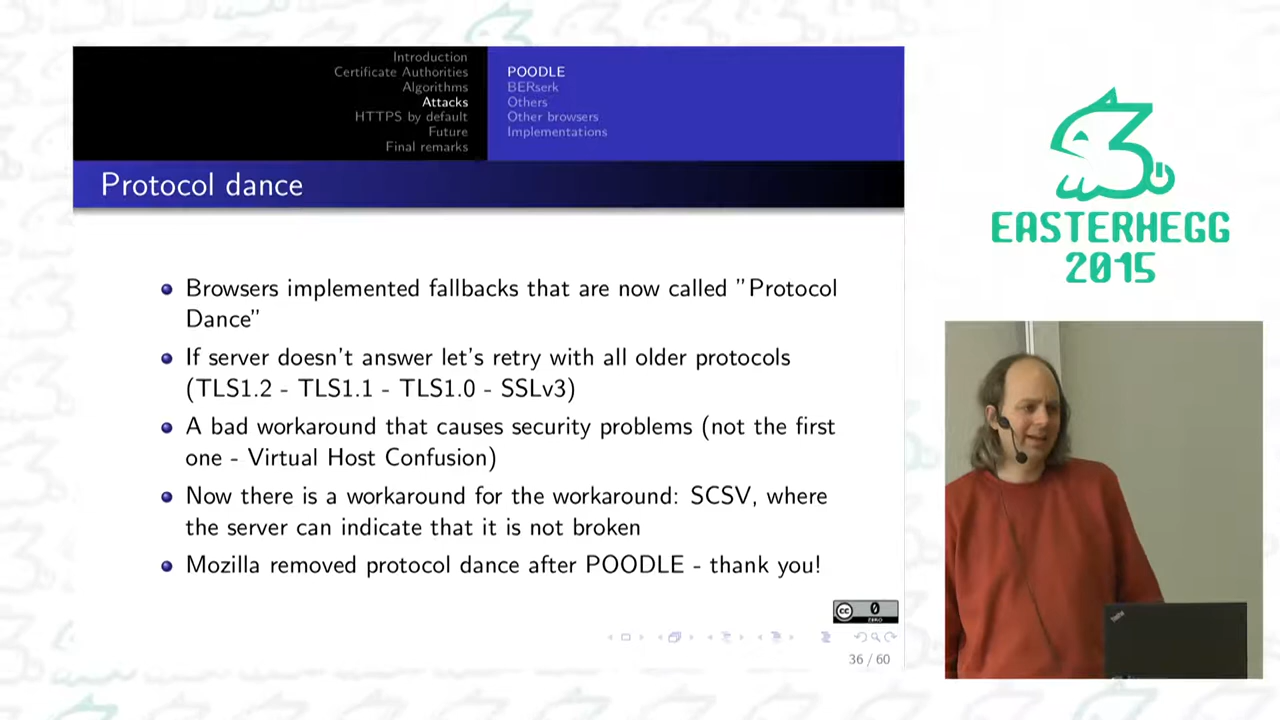 Introduction
Certificate Authorities
Algorithms
Attacks
HTTPS by default
Future
Final remarks
POODLE
BERserk
Others
Other browsers
Implementations
Protocol dance
Browsers implemented fallbacks that are now called ”Protocol
Dance”
If server doesn't answer let's retry with all older protocols
(TLS1.2 - TLS1.1 - TLS1.0 - SSLv3)
A bad workaround that causes security problems (not the first
one - Virtual Host Confusion)
Now there is a workaround for the workaround: SCSV, where
the server can indicate that it is not broken
Mozilla removed protocol dance after POODLE - thank you!
cc 0
ZERO
36 / 60
EASTERHEGG
2015
ThinkPad